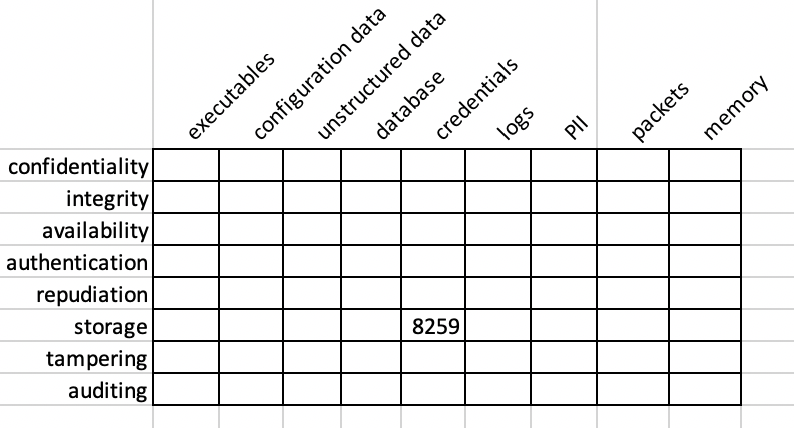 executables
configuration data
unstructured data
database
credentials
logs
PII
packets
memory
confidentiality
integrity
availability
authentication
repudiation
storage 8259
tampering
auditing